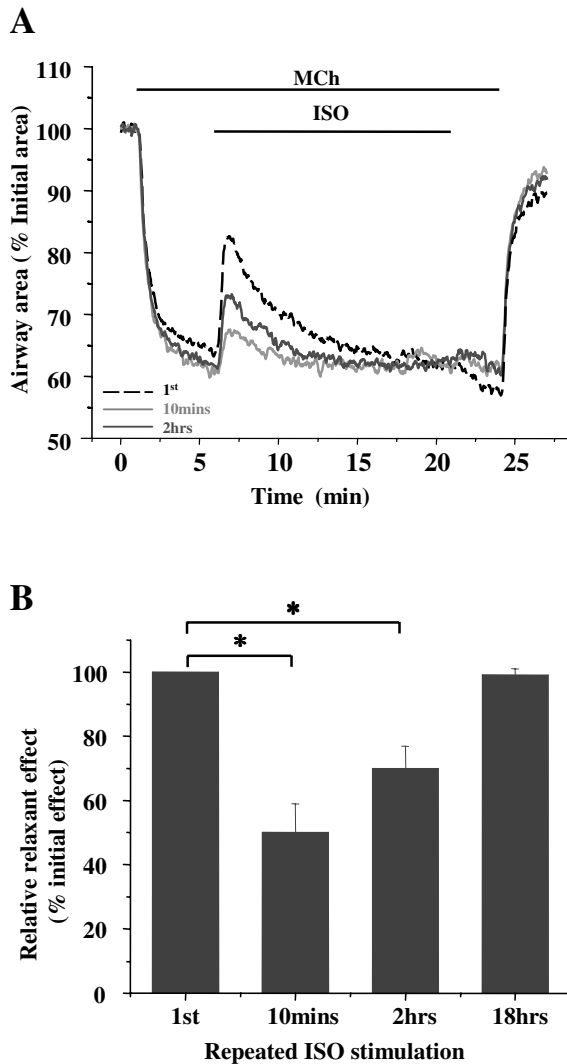 A
110
100
90
80
70
60
50
Airway area (% Initial area)
MCh
ISO
1st
10mins
2hrs
0 5 10 15 20 25
Time (min)
B
* *
100
80
60
40
20
0
Relative relaxant effect
(% initial effect)
1st 10mins 2hrs 18hrs
Repeated ISO stimulation